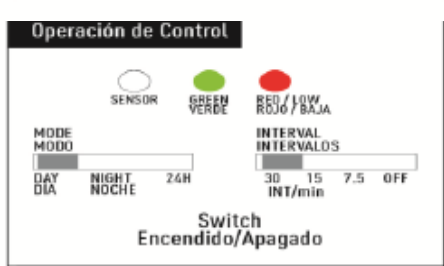 Operación de Control
SENSOR
GREEN
VERDE
RED/LOW
ROJO/BAJA
MODE
MODO
INTERVAL
INTERVALOS
DAY NIGHT 24H
DIA NOCHE
30 15 7.5 OFF
INT/min
Switch
Encendido/Apagado